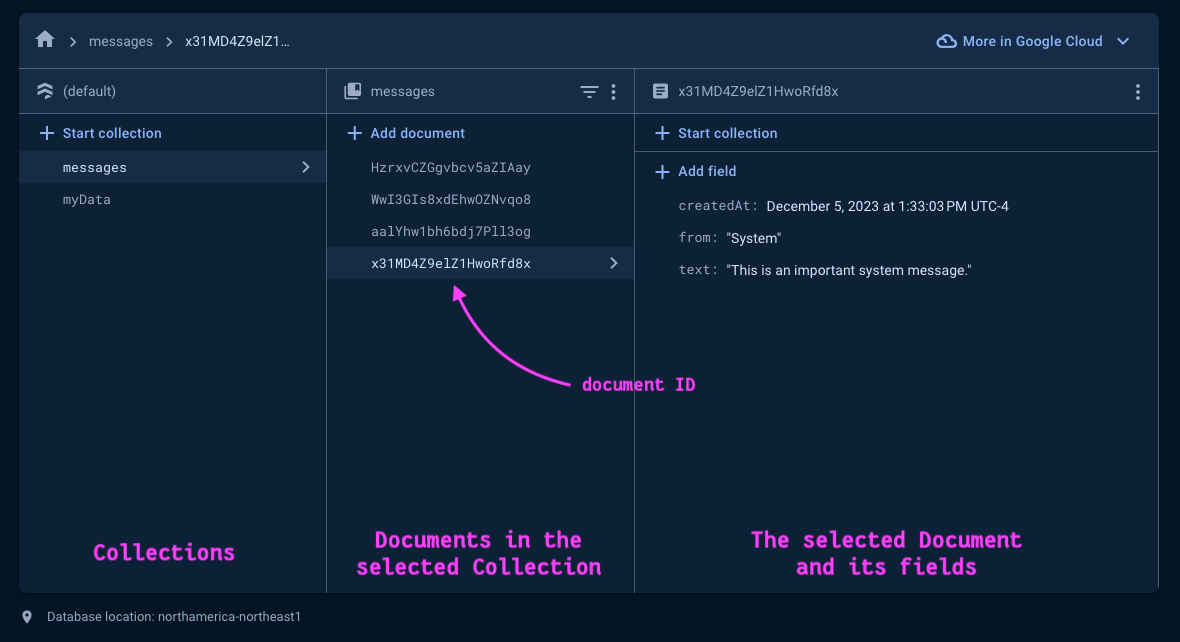 messages
x31MD4Z9elZ1…
More in Google Cloud
(default)
messages
x31MD4Z9elZ1HwoRfd8x
Start collection
Add document
Start collection
messages
myData
HzrxvCZGgvbcv5aZIAay
WwI3GIs8xdEhwOZNvqo8
aalYhw1bh6bdj7Pll3og
x31MD4Z9elZ1HwoRfd8x
Add field
createdAt: December 5, 2023 at 1:33:03 PM UTC-4
from: "System"
text: "This is an important system message."
document ID
Collections
Documents in the
selected Collection
The selected Document
and its fields
Database location: northamerica-northeast1